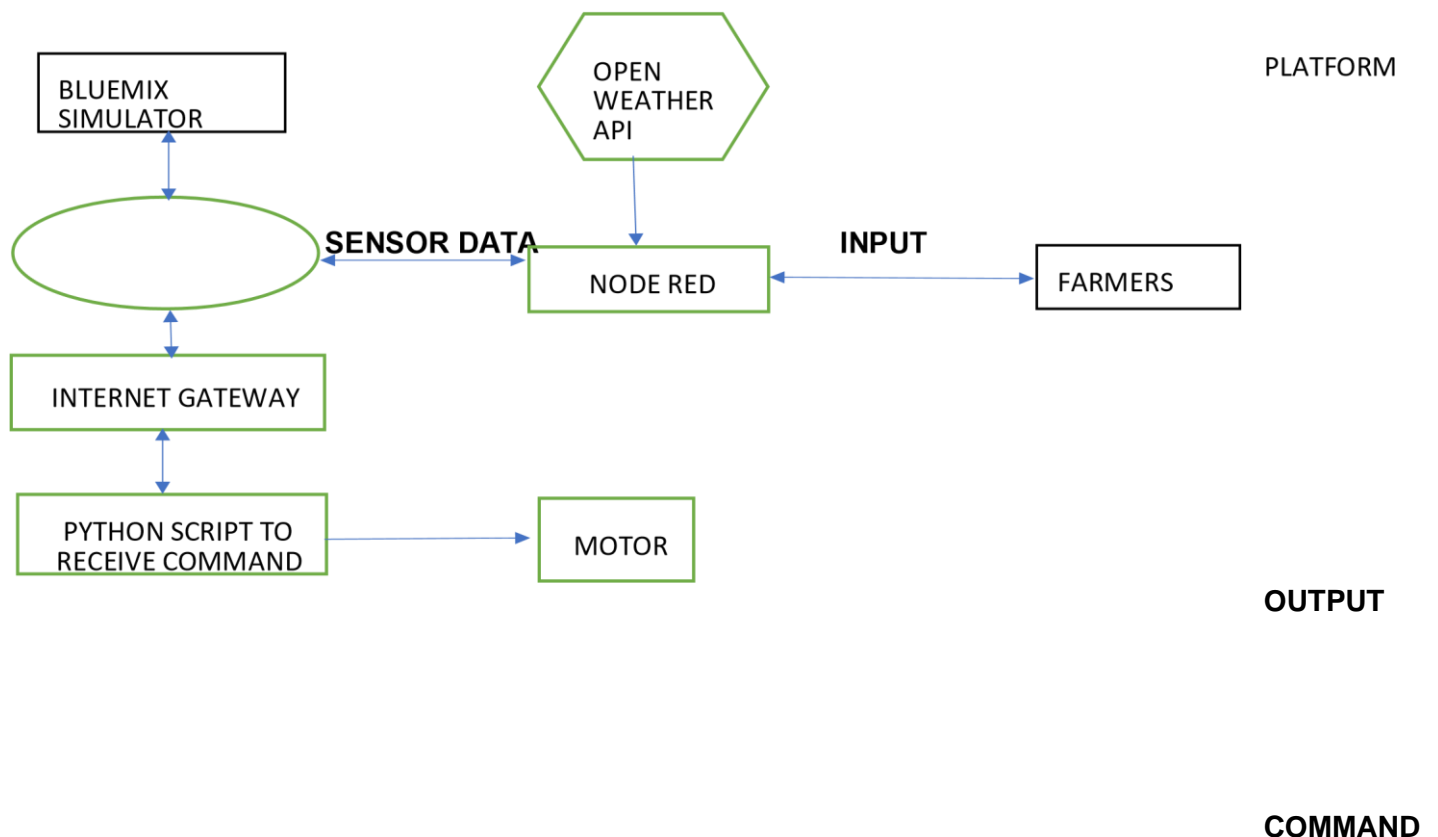 BLUEMIX
SIMULATOR
OPEN
WEATHER
API
PLATFORM
SENSOR DATA
INPUT
NODE RED
FARMERS
INTERNET GATEWAY
PYTHON SCRIPT TO
RECEIVE COMMAND
MOTOR
OUTPUT
COMMAND